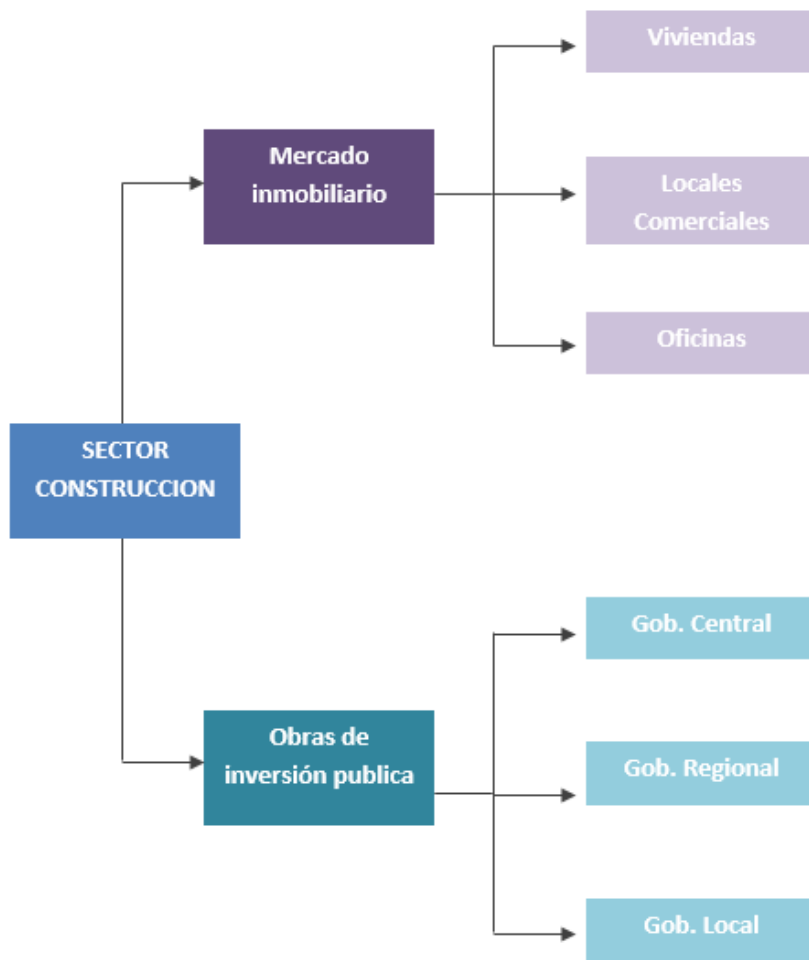 Viviendas
Mercado
inmobiliario
Locales
Comerciales
Oficinas
SECTOR
CONSTRUCCION
Gob. Central
Obras de
inversión publica
Gob. Regional
Gob. Local